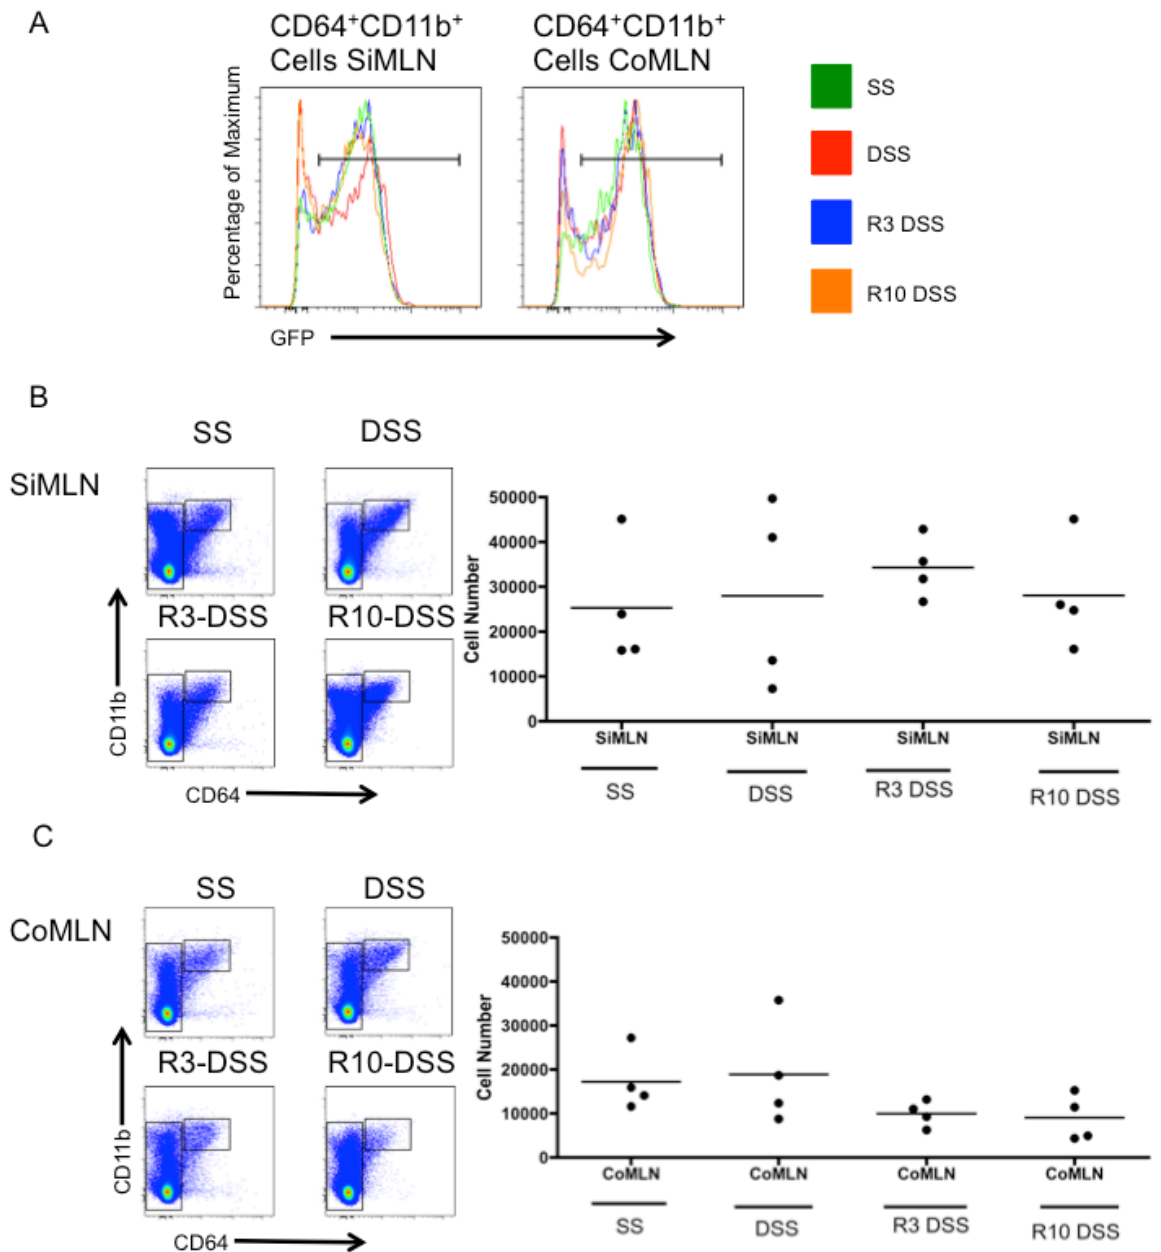 A
CD64+CD11b+
Cells SiMLN
CD64+CD11b+
Cells CoMLN
Percentage of Maximum
GFP
SS
DSS
R3 DSS
R10 DSS
B
SiMLN
SS
DSS
R3-DSS
R10-DSS
CD11b
CD64
Cell Number
50000
40000
30000
20000
10000
0
SiMLN
SiMLN
SiMLN
SiMLN
SS
DSS
R3 DSS
R10 DSS
C
CoMLN
SS
DSS
R3-DSS
R10-DSS
CD11b
CD64
Cell Number
50000
40000
30000
20000
10000
0
CoMLN
CoMLN
CoMLN
CoMLN
SS
DSS
R3 DSS
R10 DSS